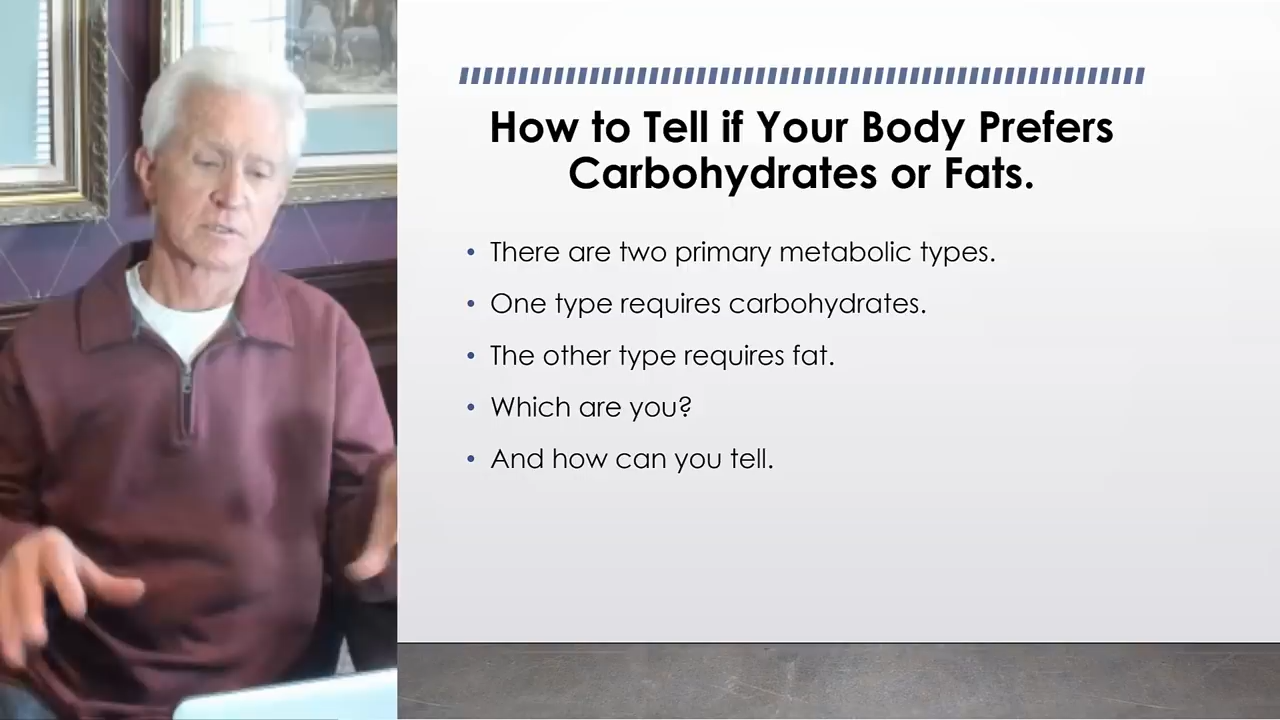 How to Tell if Your Body Prefers
Carbohydrates or Fats.
• There are two primary metabolic types.
• One type requires carbohydrates.
• The other type requires fat.
• Which are you?
• And how can you tell.